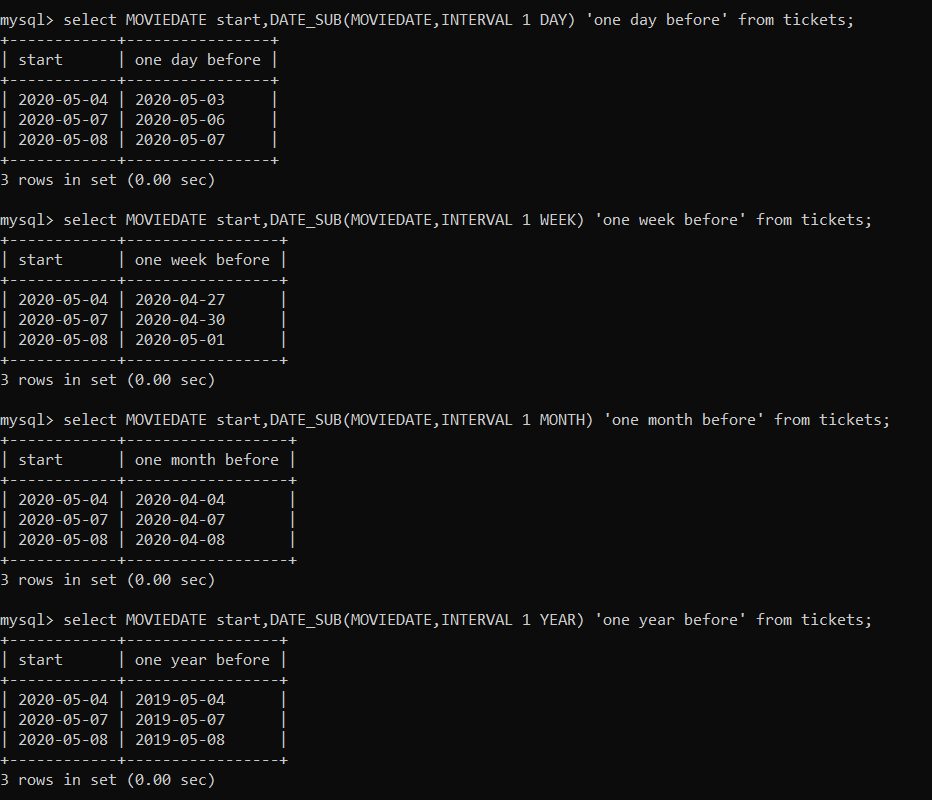 mysql> select MOVIEDATE start,DATE_SUB(MOVIEDATE,INTERVAL 1 DAY) 'one day before' from tickets;
+------------+----------------+
| start      | one day before |
+------------+----------------+
| 2020-05-04 | 2020-05-03     |
| 2020-05-07 | 2020-05-06     |
| 2020-05-08 | 2020-05-07     |
+------------+----------------+
3 rows in set (0.00 sec)

mysql> select MOVIEDATE start,DATE_SUB(MOVIEDATE,INTERVAL 1 WEEK) 'one week before' from tickets;
+------------+-----------------+
| start      | one week before |
+------------+-----------------+
| 2020-05-04 | 2020-04-27      |
| 2020-05-07 | 2020-04-30      |
| 2020-05-08 | 2020-05-01      |
+------------+-----------------+
3 rows in set (0.00 sec)

mysql> select MOVIEDATE start,DATE_SUB(MOVIEDATE,INTERVAL 1 MONTH) 'one month before' from tickets;
+------------+------------------+
| start      | one month before |
+------------+------------------+
| 2020-05-04 | 2020-04-04       |
| 2020-05-07 | 2020-04-07       |
| 2020-05-08 | 2020-04-08       |
+------------+------------------+
3 rows in set (0.00 sec)

mysql> select MOVIEDATE start,DATE_SUB(MOVIEDATE,INTERVAL 1 YEAR) 'one year before' from tickets;
+------------+-----------------+
| start      | one year before |
+------------+-----------------+
| 2020-05-04 | 2019-05-04      |
| 2020-05-07 | 2019-05-07      |
| 2020-05-08 | 2019-05-08      |
+------------+-----------------+
3 rows in set (0.00 sec)